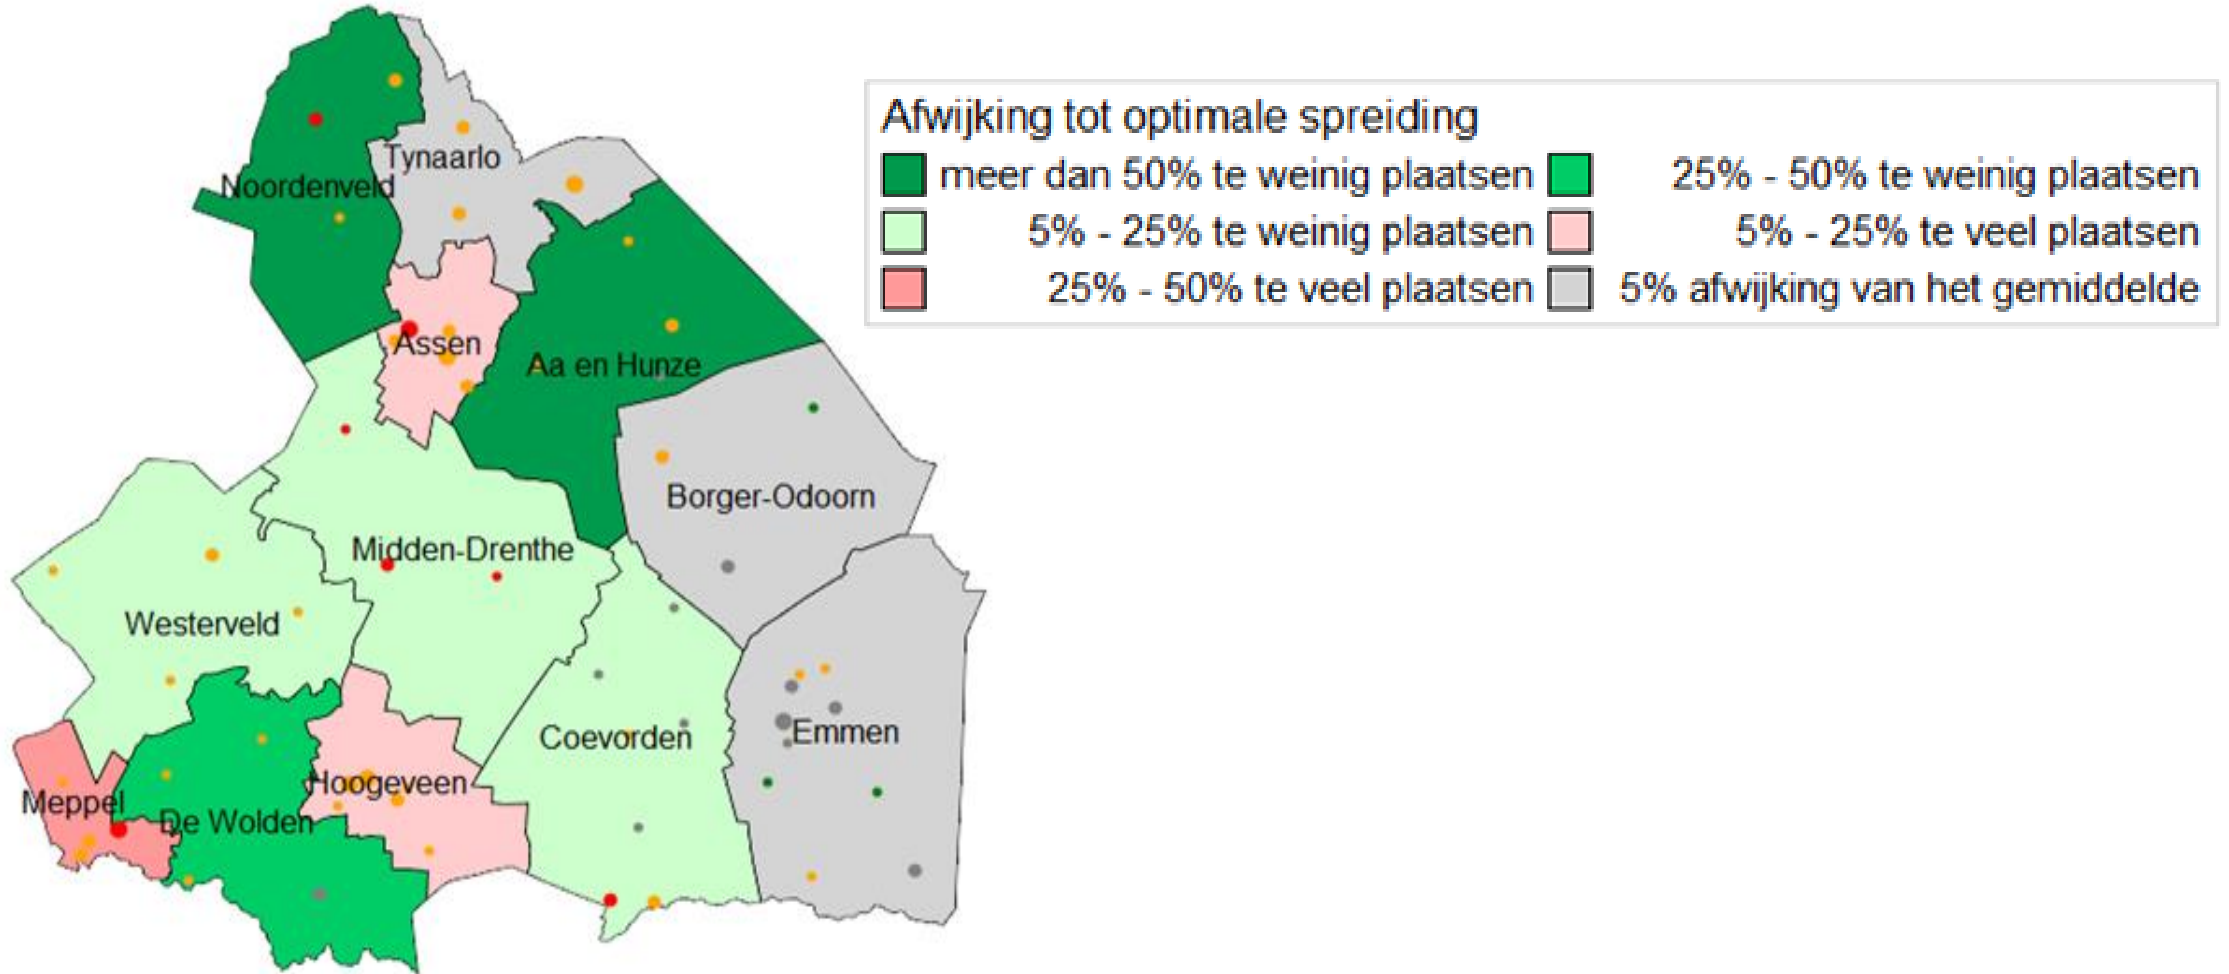 Afwijking tot optimale spreiding
meer dan 50% te weinig plaatsen
25% - 50% te weinig plaatsen
5% - 25% te weinig plaatsen
5% - 25% te veel plaatsen
25% - 50% te veel plaatsen
5% afwijking van het gemiddelde
Tynaarlo
Noordenveld
Assen
Aa en Hunze
Borger-Odoorn
Midden-Drenthe
Westerveld
Coevorden
Emmen
Hoogeveen
Meppel
De Wolden